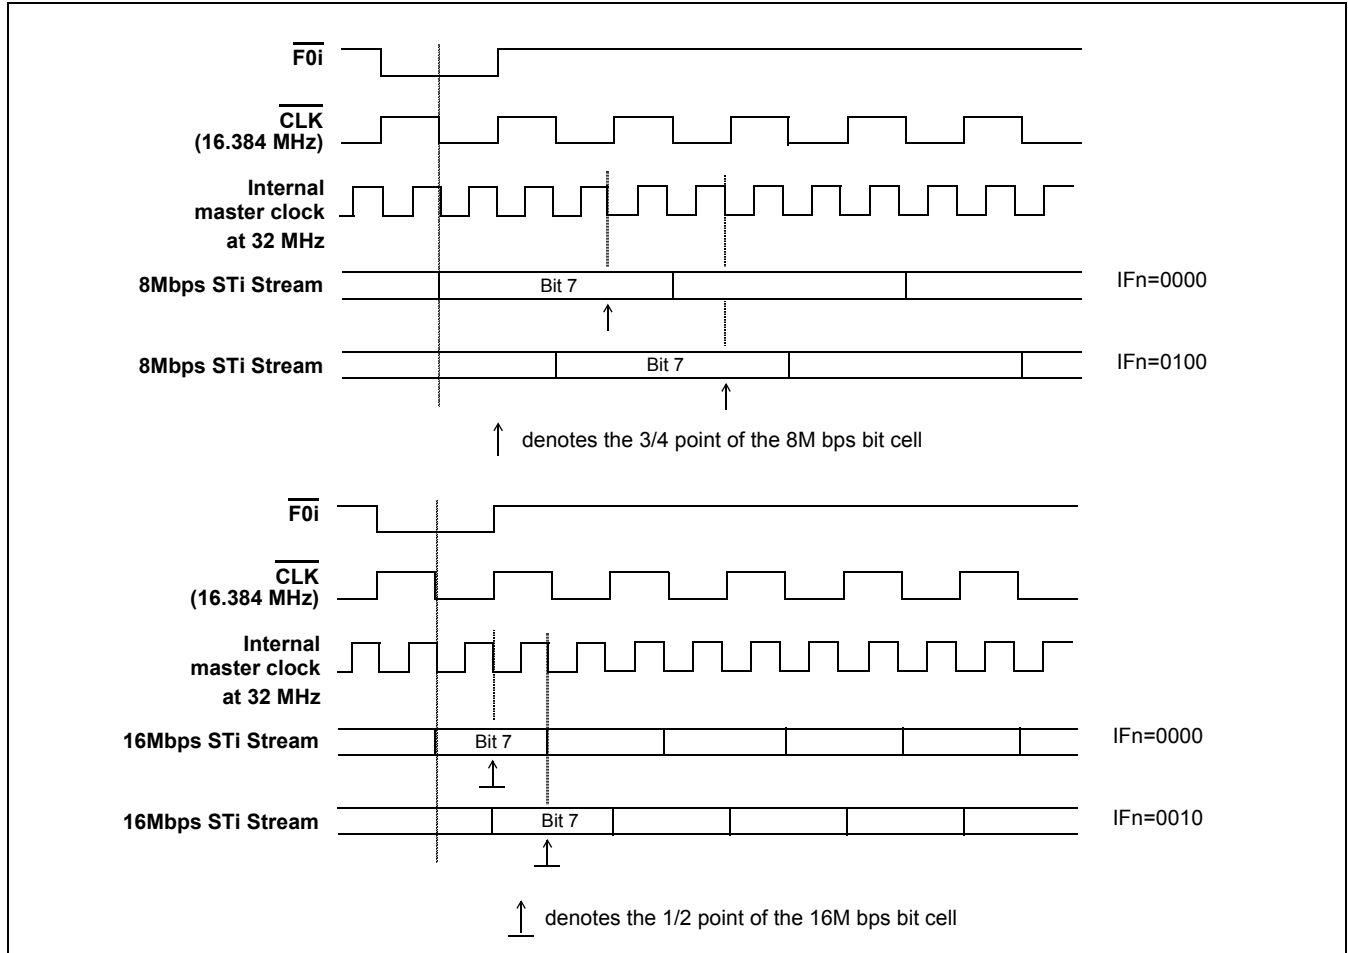 F0i
CLK
(16.384 MHz)
Internal
master clock
at 32 MHz
8Mbps STi Stream
Bit 7
IFn=0000
8Mbps STi Stream
Bit 7
IFn=0100
denotes the 3/4 point of the 8M bps bit cell
F0i
CLK
(16.384 MHz)
Internal
master clock
at 32 MHz
16Mbps STi Stream
Bit 7
IFn=0000
16Mbps STi Stream
Bit 7
IFn=0010
denotes the 1/2 point of the 16M bps bit cell